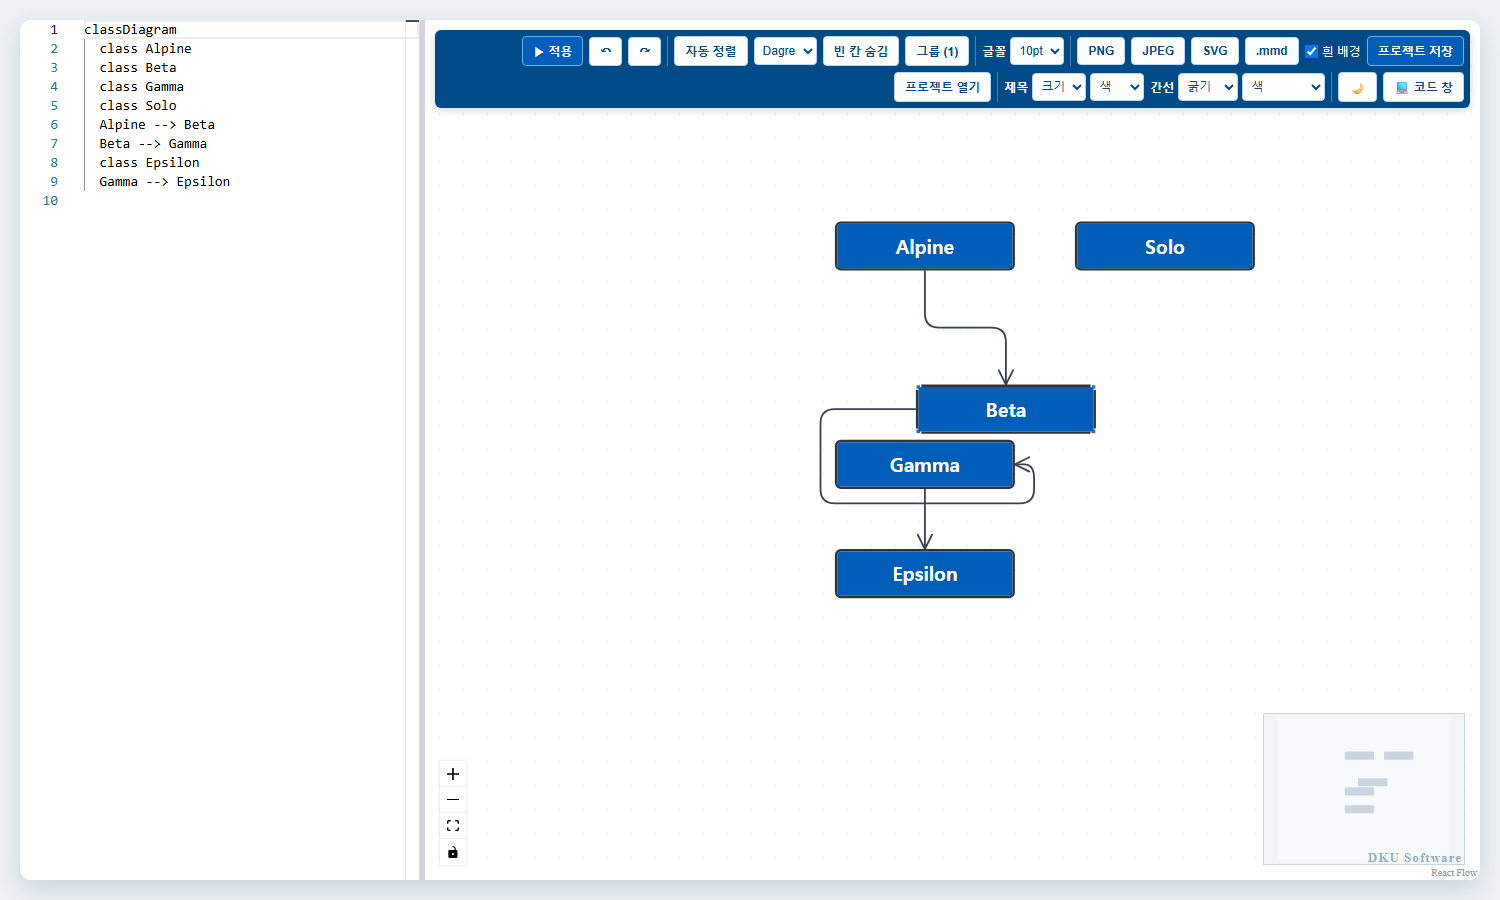 1 classDiagram
2 class Alpine
3 class Beta
4 class Gamma
5 class Solo
6 Alpine --> Beta
7 Beta --> Gamma
8 class Epsilon
9 Gamma --> Epsilon
10
▶ 적용 ↶ ↷ 자동 정렬 Dagre 빈 칸 숨김 그룹 (1) 글꼴 10pt PNG JPEG SVG .mmd 흰 배경 프로젝트 저장
프로젝트 열기 제목 크기 색 간선 굵기 색 🌙 💻 코드 창
Alpine Solo
Beta
Gamma
Epsilon
DKU Software
React Flow